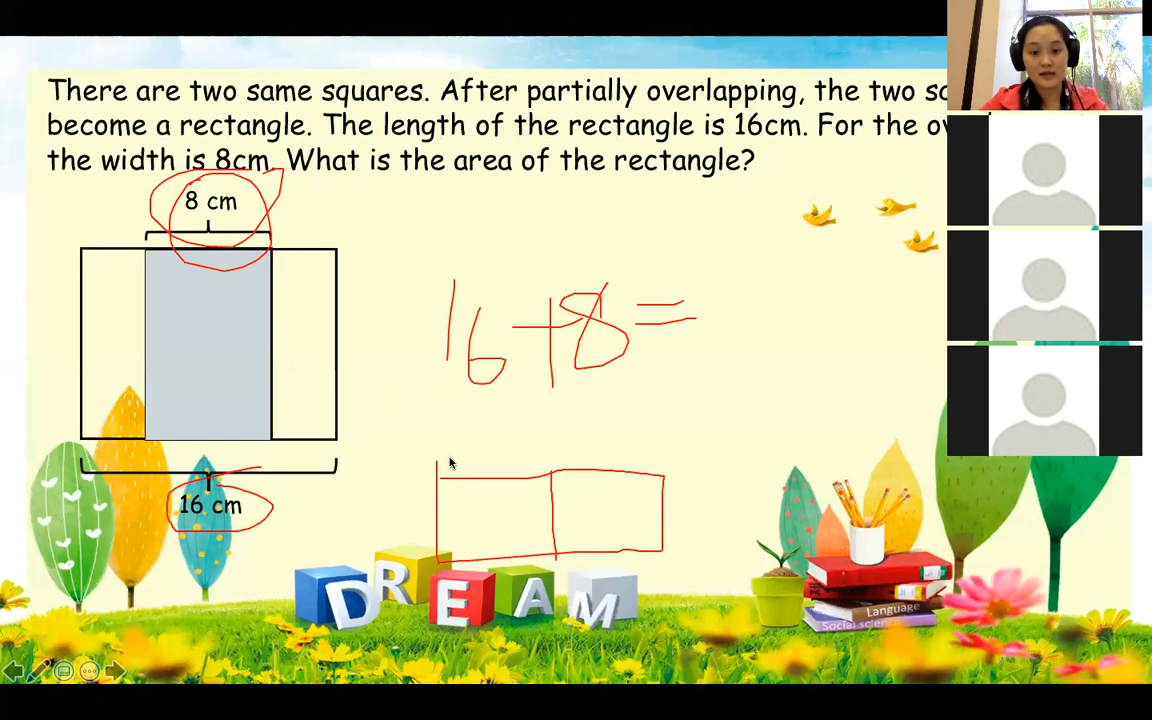 There are two same squares. After partially overlapping, the two
become a rectangle. The length of the rectangle is 16cm. For the
the width is 8cm. What is the area of the rectangle?
8 cm
16+8=
16 cm
DREAM
Language
Social scien